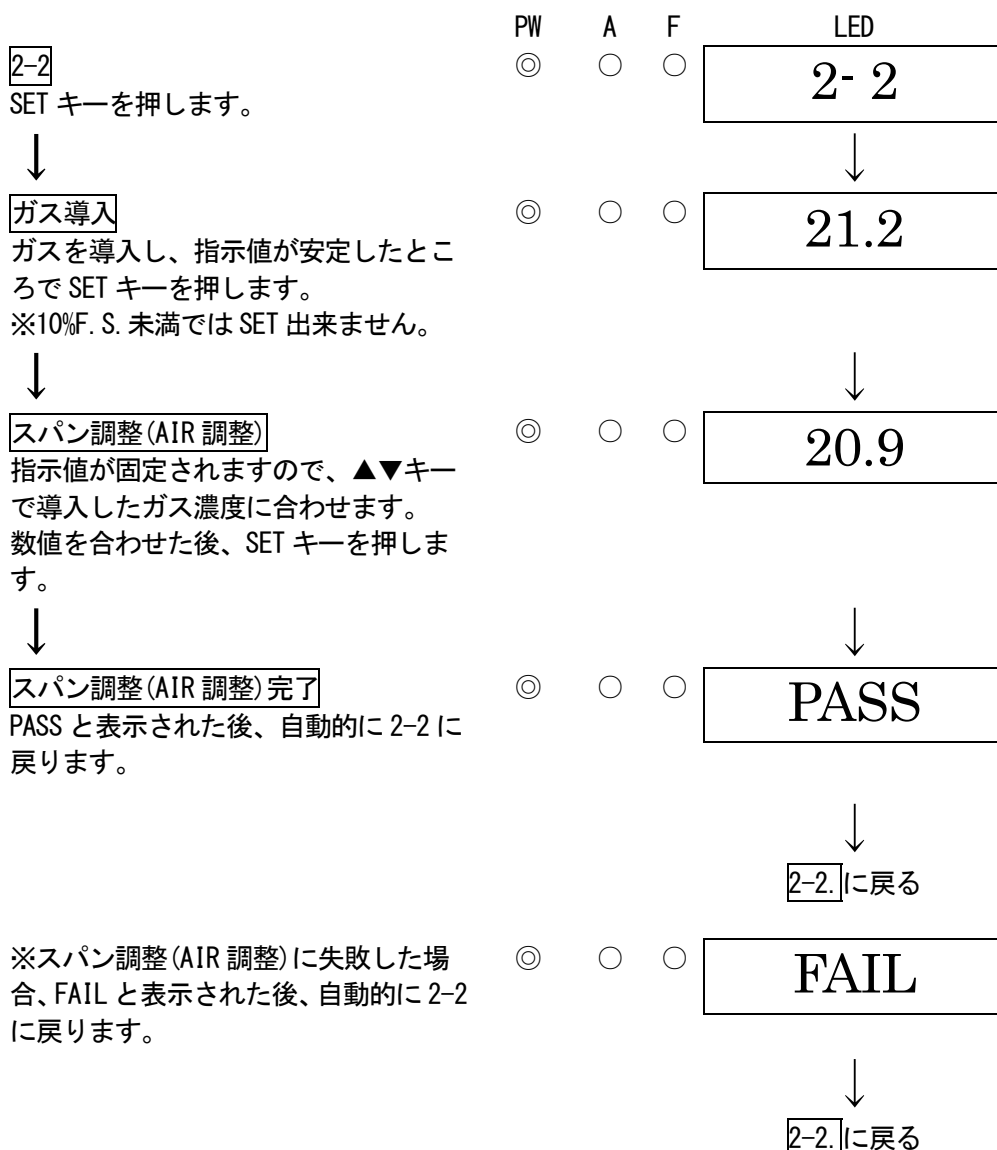 PW A F LED
2-2 ◎ ○ ○ 2- 2
SET キーを押します。
↓ ↓
ガス導入 ◎ ○ ○ 21.2
ガスを導入し、指示値が安定したとこ
ろで SET キーを押します。
※10%F.S.未満では SET 出来ません。
↓ ↓
スパン調整(AIR 調整) ◎ ○ ○ 20.9
指示値が固定されますので、▲▼キー
で導入したガス濃度に合わせます。
数値を合わせた後、SET キーを押しま
す。
↓ ↓
スパン調整(AIR 調整)完了 ◎ ○ ○ PASS
PASS と表示された後、自動的に 2-2 に
戻ります。
↓
2-2.に戻る
※スパン調整(AIR 調整)に失敗した場 ◎ ○ ○ FAIL
合、FAIL と表示された後、自動的に 2-2
に戻ります。
↓
2-2.に戻る